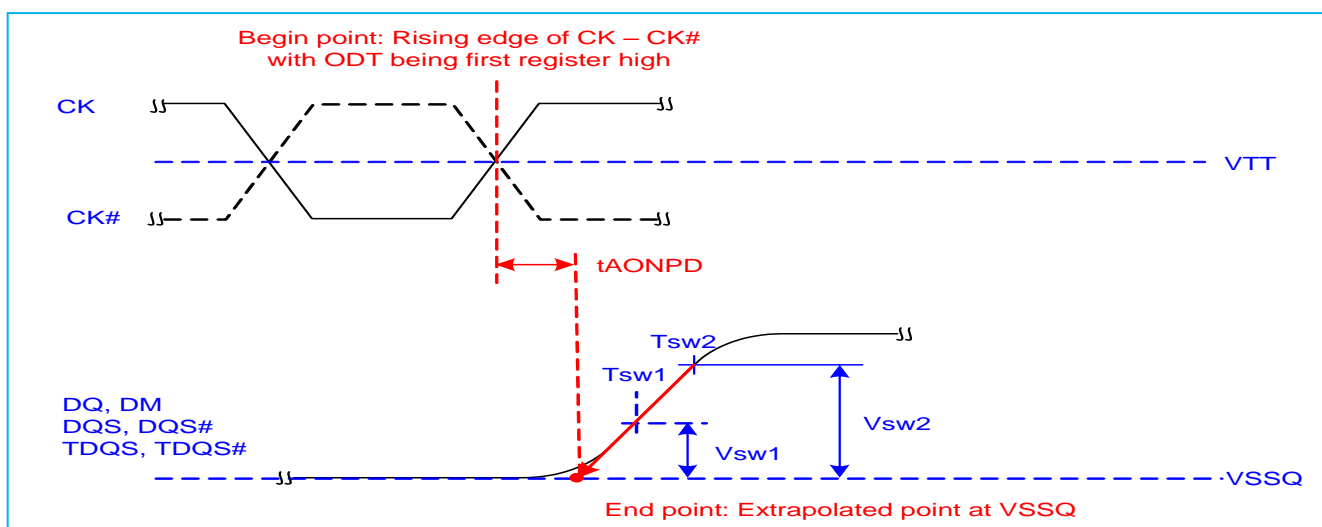 Begin point: Rising edge of CK – CK#
with ODT being first register high
CK
VTT
CK#
tAONPD
Tsw2
Tsw1
DQ, DM
DQS, DQS#
TDQS, TDQS#
Vsw2
Vsw1
VSSQ
End point: Extrapolated point at VSSQ